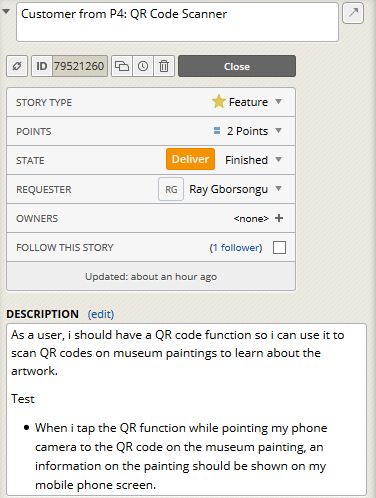 Customer from P4: QR Code Scanner
ID 79521260 Close
STORY TYPE Feature
POINTS 2 Points
STATE Deliver Finished
REQUESTER RG Ray Gborsongu
OWNERS <none> +
FOLLOW THIS STORY (1 follower)
Updated: about an hour ago
DESCRIPTION (edit)
As a user, i should have a QR code function so i can use it to
scan QR codes on museum paintings to learn about the
artwork.
Test
• When i tap the QR function while pointing my phone
camera to the QR code on the museum painting, an
information on the painting should be shown on my
mobile phone screen.